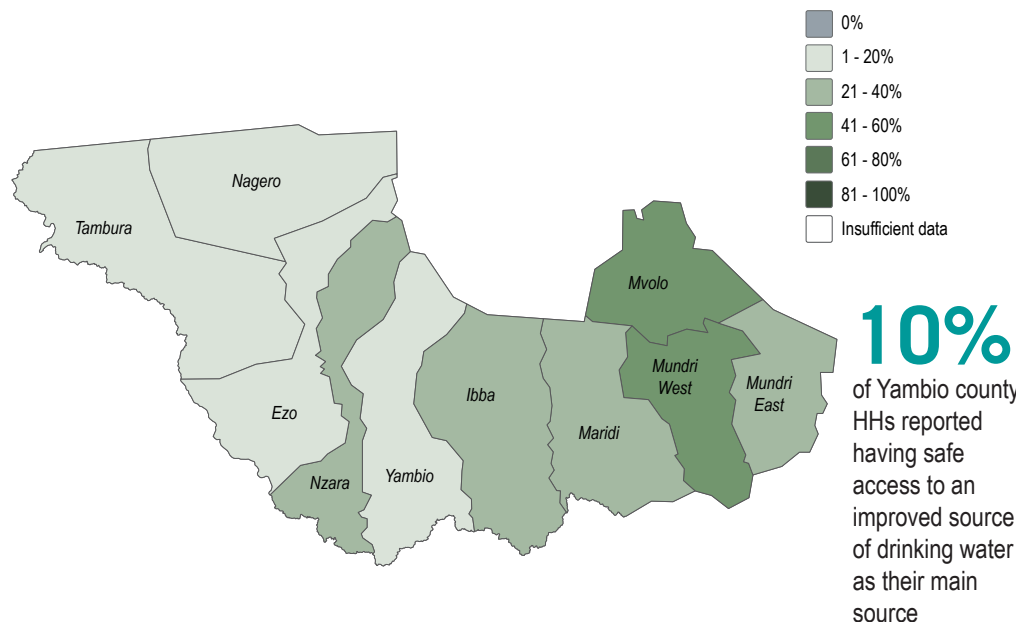 0%
1 - 20%
21 - 40%
41 - 60%
61 - 80%
81 - 100%
Insufficient data
Nagero
Tambura
Mvolo
Mundri
West
Mundri
East
Ibba
Ezo
Maridi
Yambio
Nzara
10%
of Yambio county
HHs reported
having safe
access to an
improved source
of drinking water
as their main
source